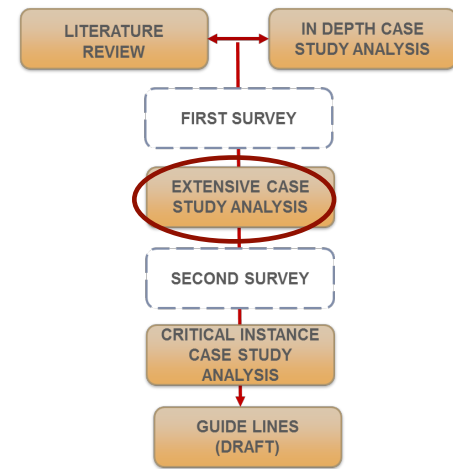 LITERATURE
REVIEW
IN DEPTH CASE
STUDY ANALYSIS
FIRST SURVEY
EXTENSIVE CASE
STUDY ANALYSIS
SECOND SURVEY
CRITICAL INSTANCE
CASE STUDY
ANALYSIS
GUIDE LINES
(DRAFT)